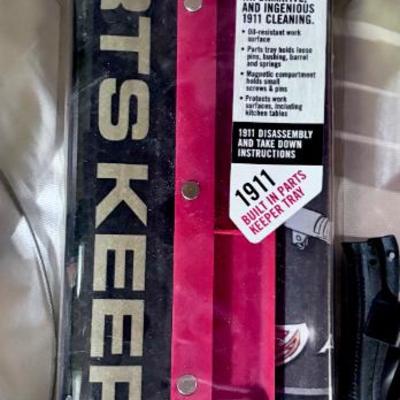 AND INGENIOUS
1911 CLEANING.
• Oil-resistant work
surface
• Parts tray holds loose
pins, bushing, barrel
and springs
• Magnetic compartment
holds small
screws & pins
• Protects work
surfaces, including
kitchen tables
1911 DISASSEMBLY
AND TAKE DOWN
INSTRUCTIONS
1911
BUILT IN PARTS
KEEPER TRAY
RTS KEEP